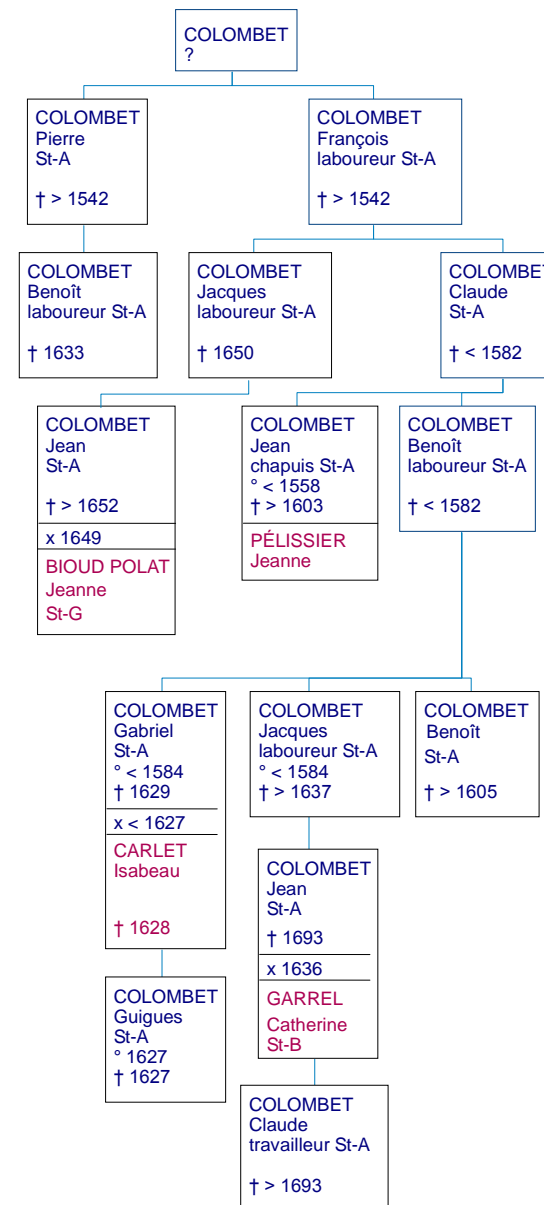 COLOMBET
?
COLOMBET
Pierre
St-A
† > 1542
COLOMBET
François
laboureur St-A
† > 1542
COLOMBET
Benoît
laboureur St-A
† 1633
COLOMBET
Jacques
laboureur St-A
† 1650
COLOMBET
Claude
St-A
† < 1582
COLOMBET
Jean
St-A
† > 1652
x 1649
BIOUD POLAT
Jeanne
St-G
COLOMBET
Jean
chapuis St-A
° < 1558
† > 1603
PÉLISSIER
Jeanne
COLOMBET
Benoît
laboureur St-A
† < 1582
COLOMBET
Gabriel
St-A
° < 1584
† 1629
x < 1627
CARLET
Isabeau
† 1628
COLOMBET
Jacques
laboureur St-A
° < 1584
† > 1637
COLOMBET
Benoît
St-A
† > 1605
COLOMBET
Jean
St-A
† 1693
x 1636
GARREL
Catherine
St-B
COLOMBET
Guigues
St-A
° 1627
† 1627
COLOMBET
Claude
travailleur St-A
† > 1693